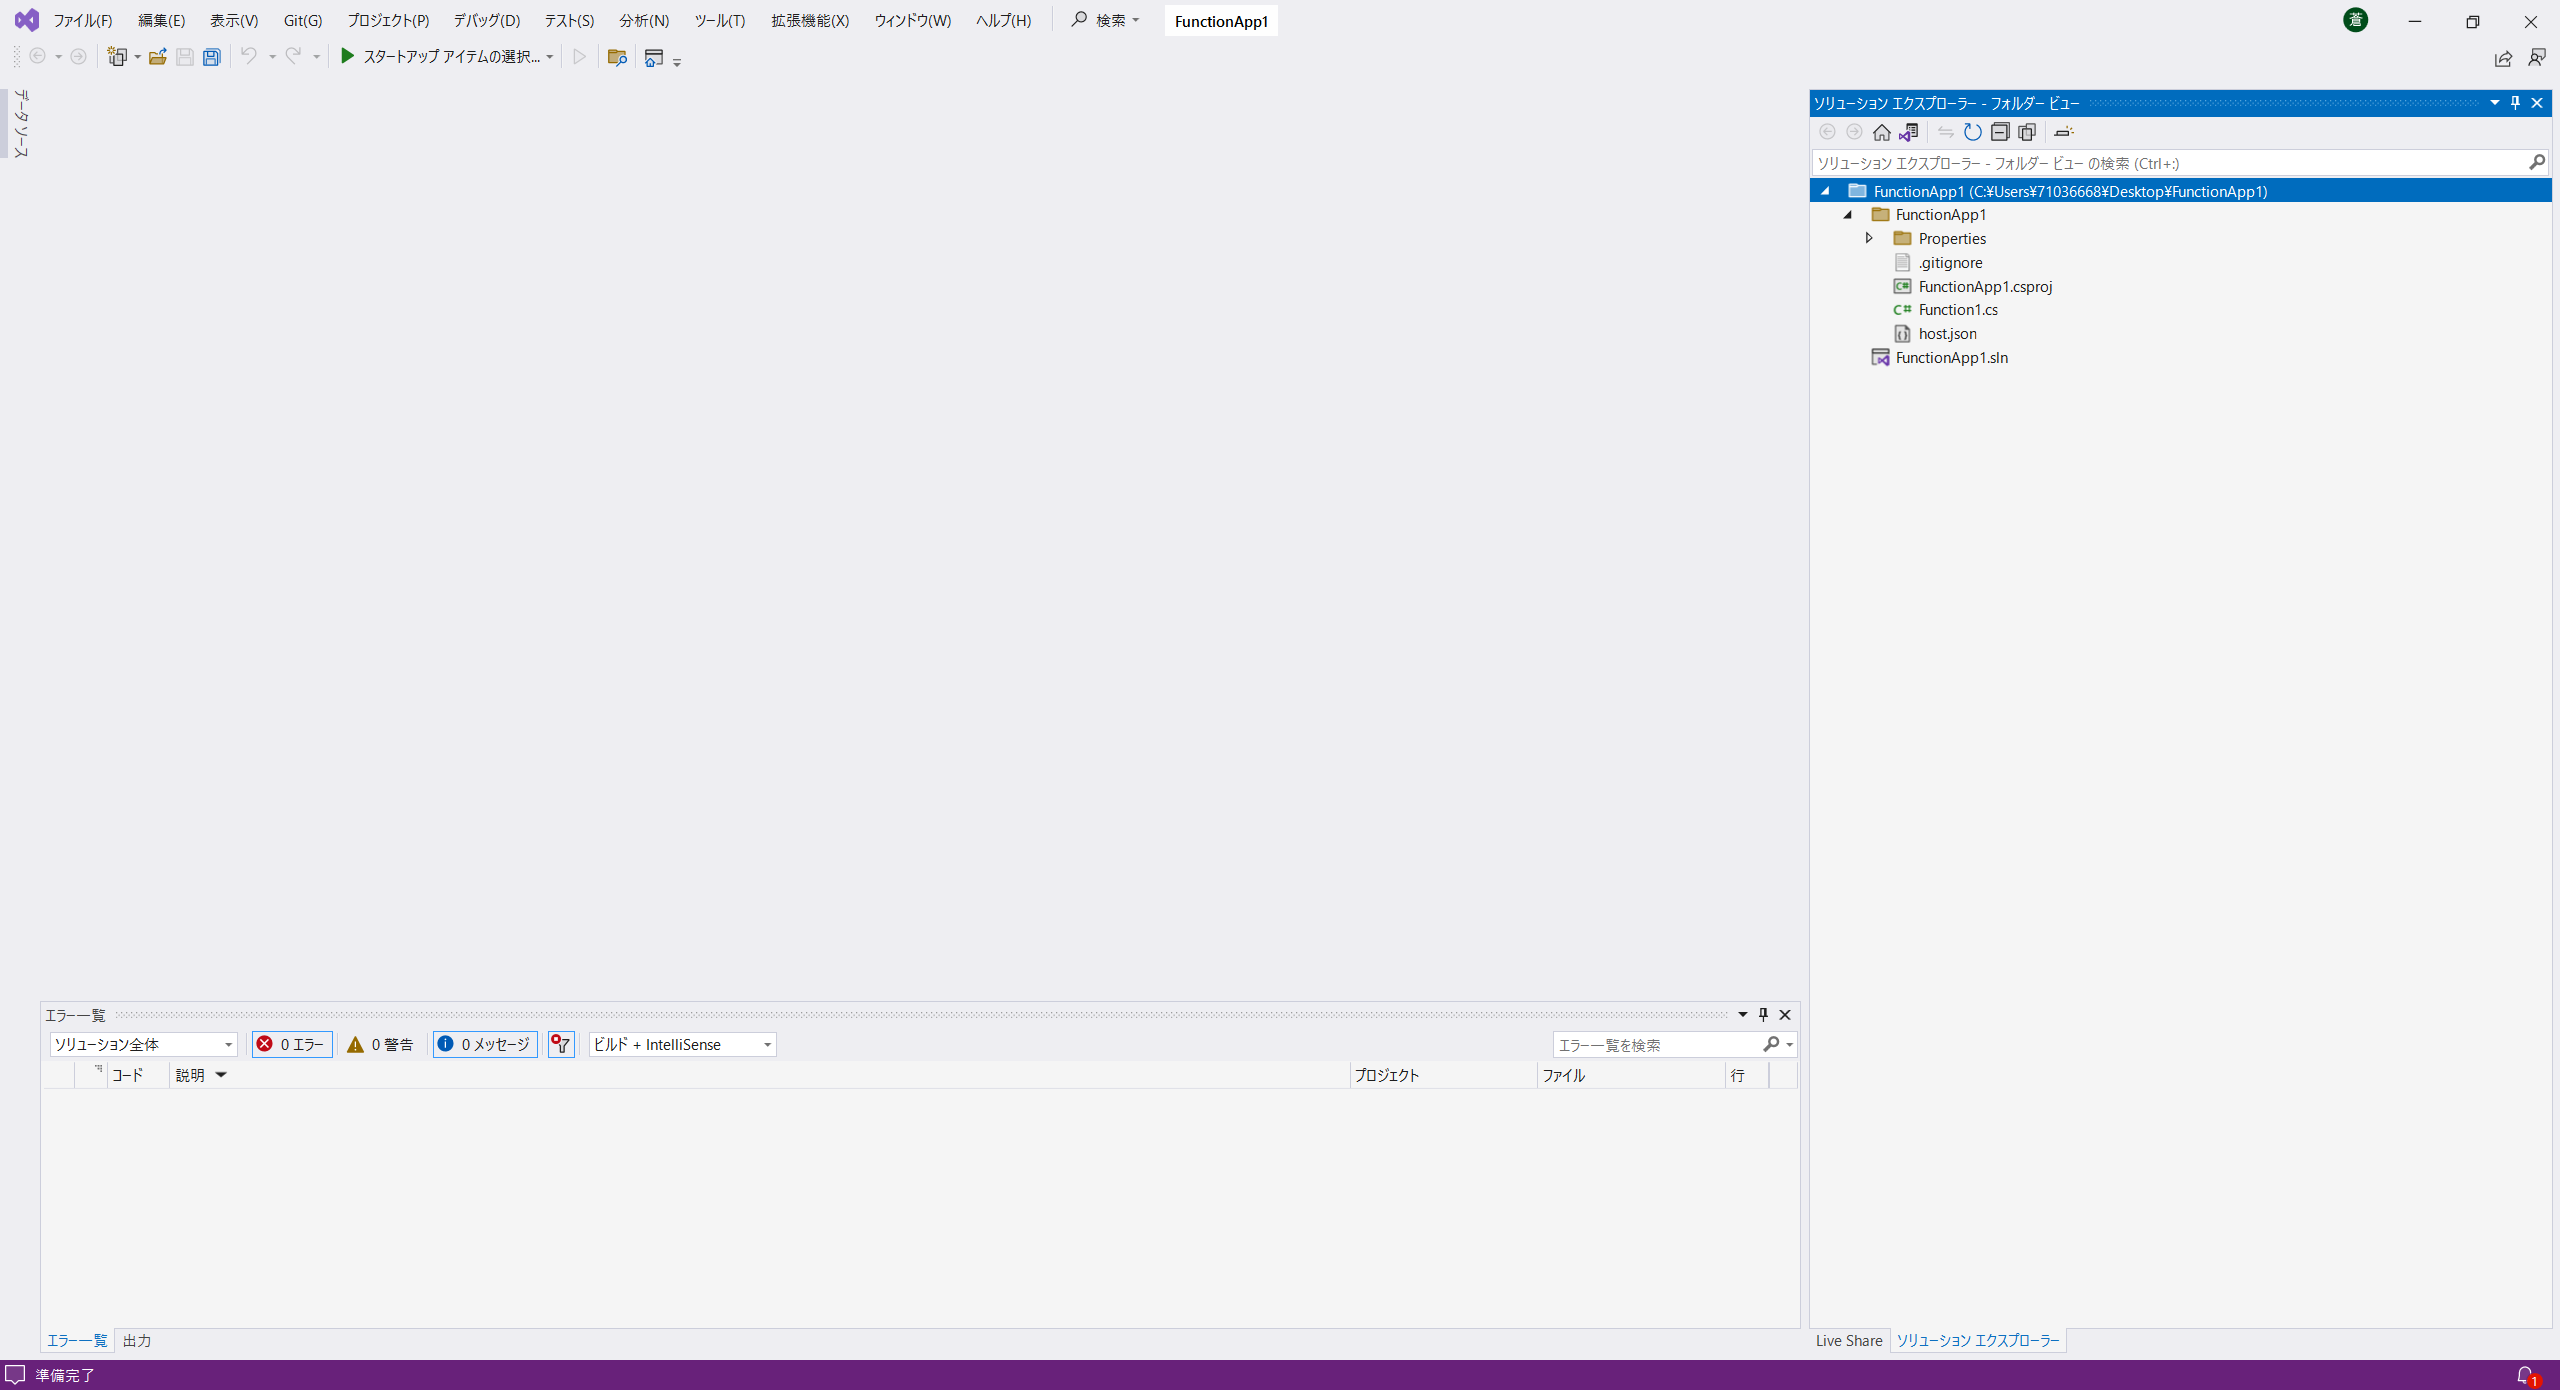 ファイル(F) 編集(E) 表示(V) Git(G) プロジェクト(P) デバッグ(D) テスト(S) 分析(N) ツール(T) 拡張機能(X) ウィンドウ(W) ヘルプ(H) 検索 FunctionApp1 蒼
スタートアップ アイテムの選択...
データ ソース
ソリューション エクスプローラー - フォルダー ビュー
ソリューション エクスプローラー - フォルダー ビュー の検索 (Ctrl+:)
FunctionApp1 (C:¥Users¥71036668¥Desktop¥FunctionApp1)
FunctionApp1
Properties
.gitignore
FunctionApp1.csproj
Function1.cs
host.json
FunctionApp1.sln
エラー一覧
ソリューション全体 0 エラー 0 警告 0 メッセージ ビルド + IntelliSense エラー一覧を検索
コード 説明 プロジェクト ファイル 行
エラー一覧 出力
Live Share ソリューション エクスプローラー
準備完了 1